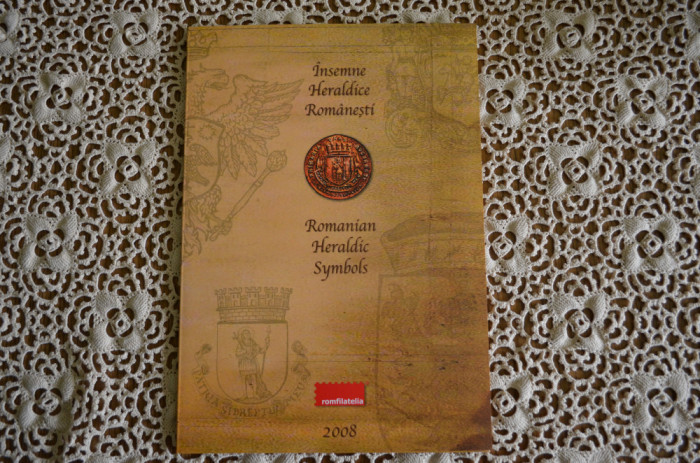 Însemne
Heraldice
Românești
Romanian
Heraldic
Symbols
romfilatelia
2008